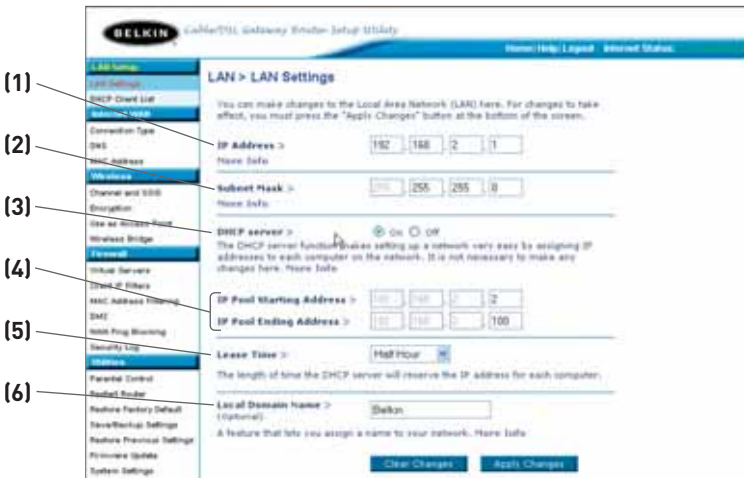 BELKIN Cable/DSL Gateway Router Setup Utility
Home|Help|Logout Internet Status:
LAN Setup
LAN Settings
DHCP Client List
Internet WAN
Connection Type
DNS
MAC Address
Wireless
Channel and SSID
Encryption
Use as Access Point
Wireless Bridge
Firewall
Virtual Servers
Client IP Filters
MAC Address Filtering
DMZ
WAN Ping Blocking
Security Log
Utilities
Parental Control
Restart Router
Restore Factory Default
Save/Backup Settings
Restore Previous Settings
Firmware Update
System Settings
LAN > LAN Settings
You can make changes to the Local Area Network (LAN) here. For changes to take
effect, you must press the "Apply Changes" button at the bottom of the screen.
(1) IP Address > 192 . 168 . 2 . 1
More Info
(2) Subnet Mask > 255 . 255 . 255 . 0
More Info
(3) DHCP server > On Off
The DHCP server function makes setting up a network very easy by assigning IP
addresses to each computer on the network. It is not necessary to make any
changes here. More Info
(4) IP Pool Starting Address > 192 . 168 . 2 . 2
IP Pool Ending Address > 192 . 168 . 2 . 100
(5) Lease Time > Half Hour
The length of time the DHCP server will reserve the IP address for each computer.
(6) Local Domain Name > Belkin
(Optional)
A feature that lets you assign a name to your network. More Info
Clear Changes Apply Changes